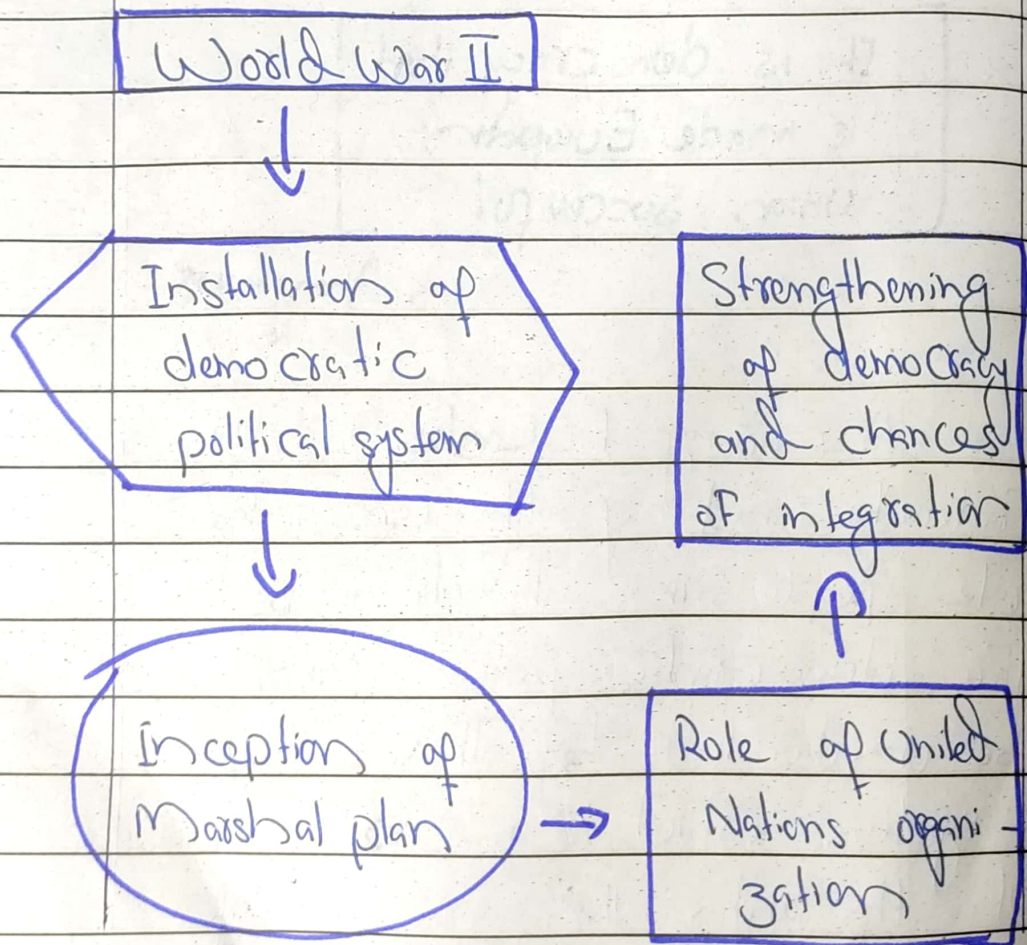 World War II
Installation of
democratic
political system
Inception of
Marshal plan
Role of United
Nations organi-
zation
Strengthening
of democracy
and chances
of integration